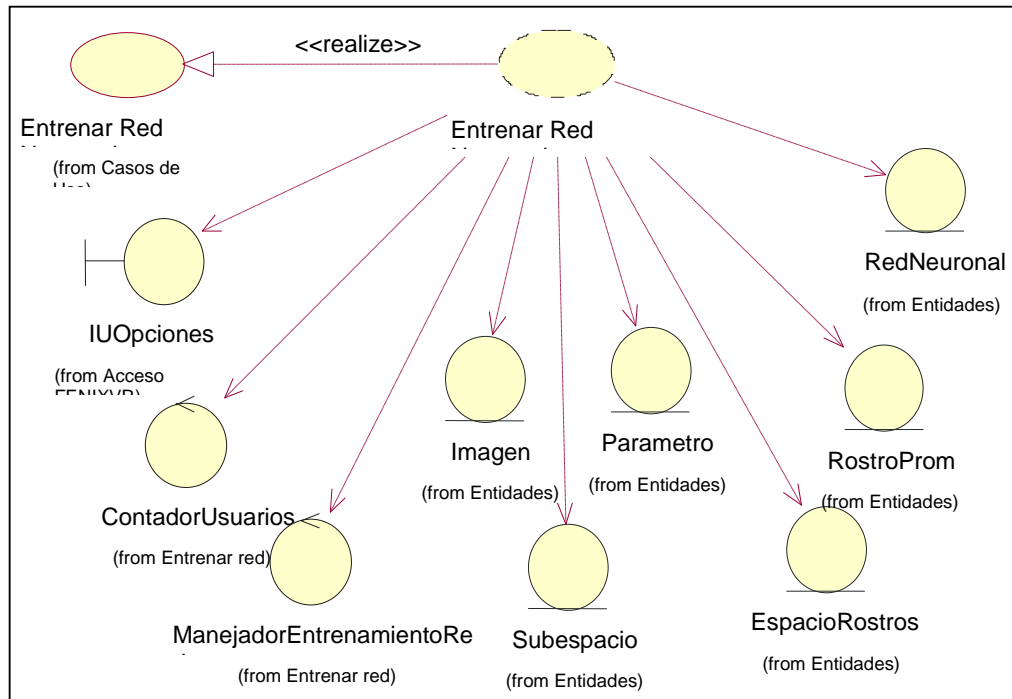 <<realize>>
Entrenar Red
(from Casos de
Entrenar Red
RedNeuronal
(from Entidades)
IUOpciones
(from Acceso
FENIXVR)
Imagen
(from Entidades)
Parametro
(from Entidades)
RostroProm
(from Entidades)
ContadorUsuarios
(from Entrenar red)
ManejadorEntrenamientoRe
(from Entrenar red)
Subespacio
(from Entidades)
EspacioRostros
(from Entidades)